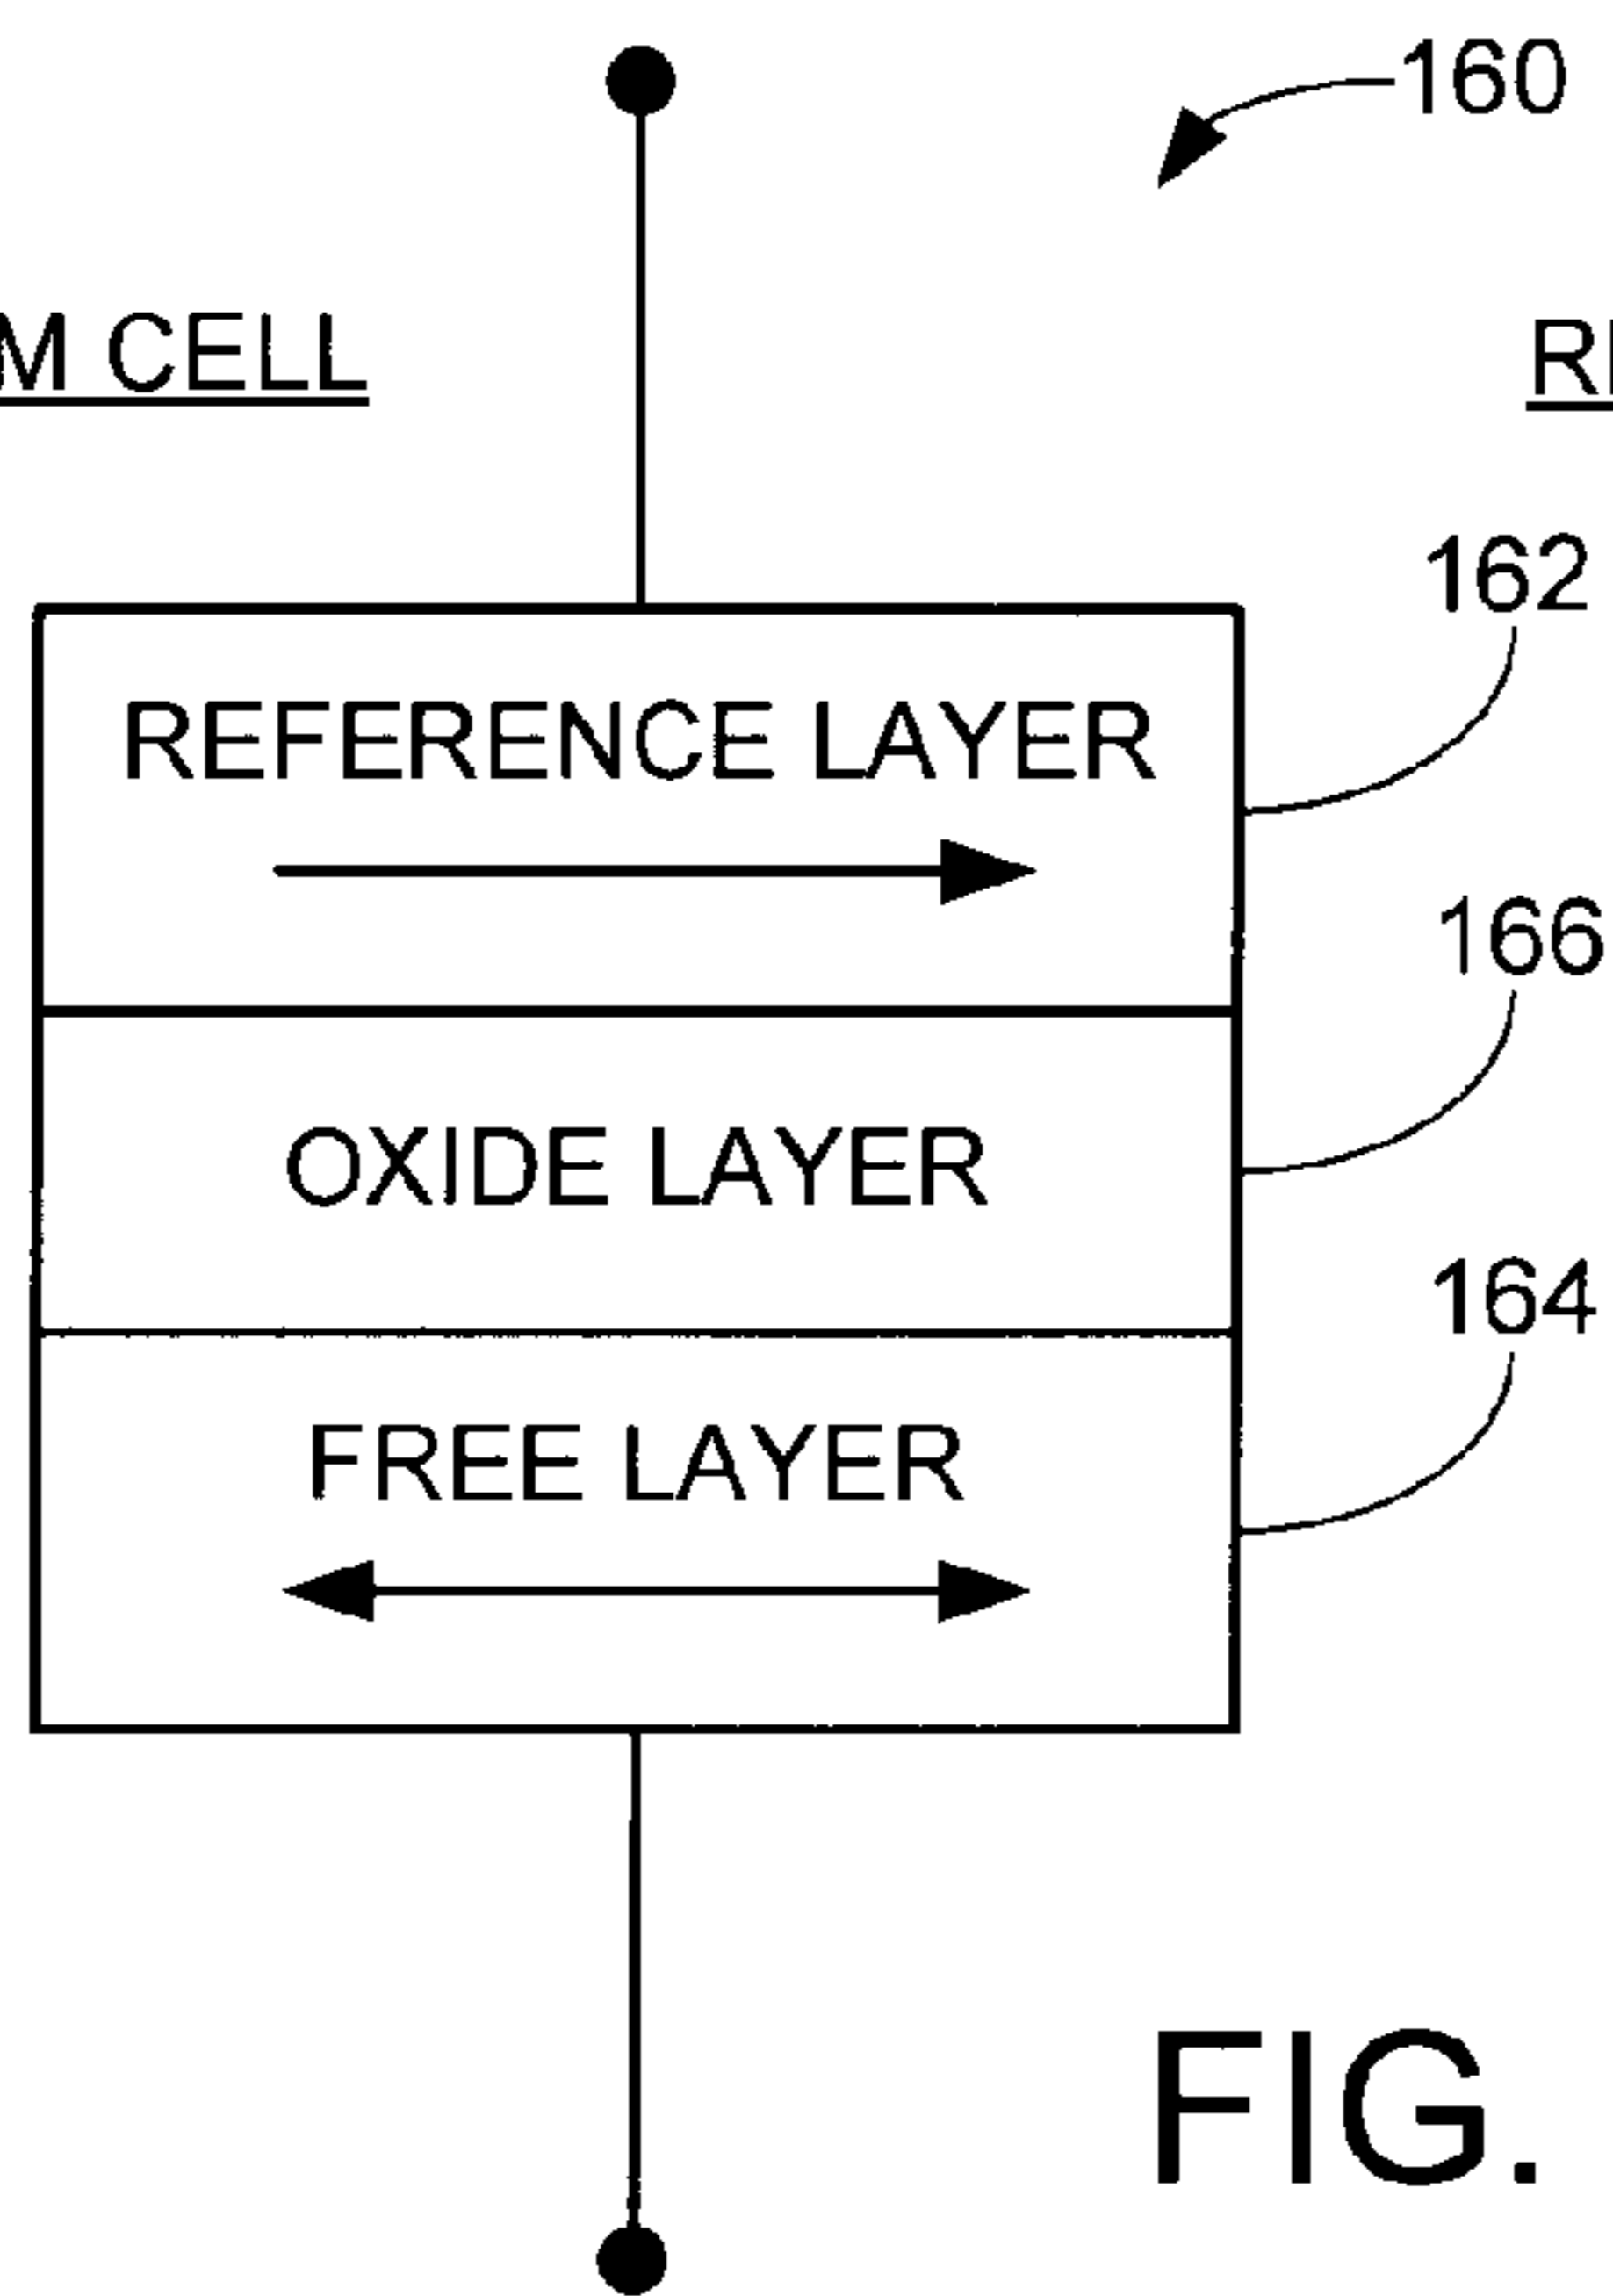 160
M CELL
162
REFERENCE LAYER
166
OXIDE LAYER
164
FREE LAYER
FIG.